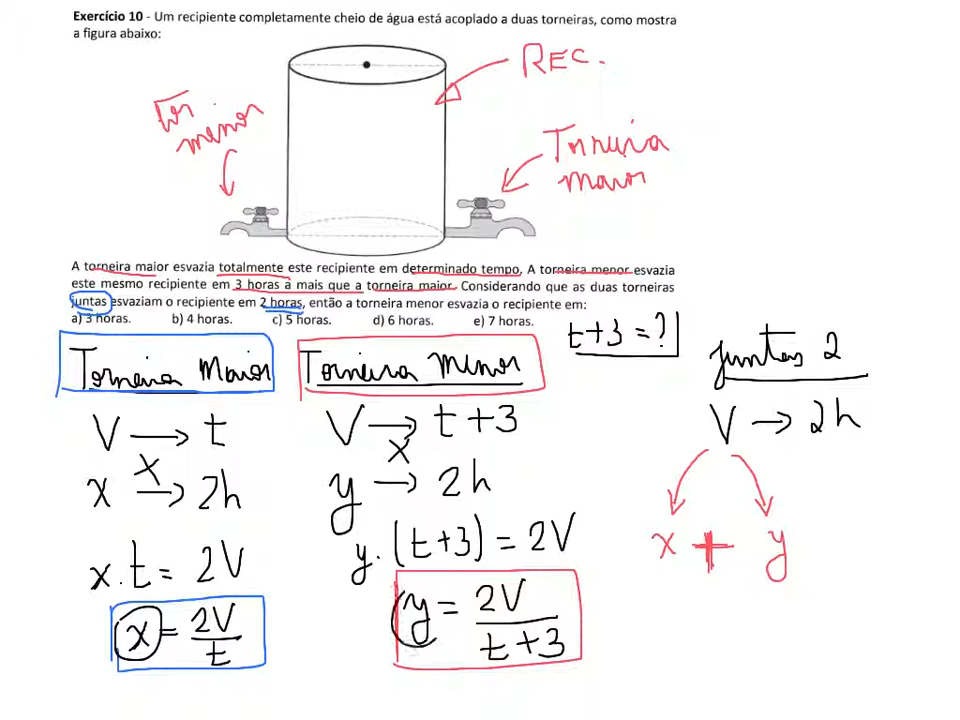 Exercício 10 - Um recipiente completamente cheio de água está acoplado a duas torneiras, como mostra
a figura abaixo:
REC.
Tor
menor
Torneira
maior
A torneira maior esvazia totalmente este recipiente em determinado tempo, A torneira menor esvazia
este mesmo recipiente em 3 horas a mais que a torneira maior. Considerando que as duas torneiras
juntas esvaziam o recipiente em 2 horas, então a torneira menor esvazia o recipiente em:
a) 3 horas. b) 4 horas. c) 5 horas. d) 6 horas. e) 7 horas.
t+3 = ?
Torneira Maior
Torneira Menor
Juntas 2
V → t
V → t+3
V → 2h
x → 2h
x
y → 2h
x
x + y
y.(t+3) = 2V
x.t = 2V
x = 2V/t
y = 2V/t+3